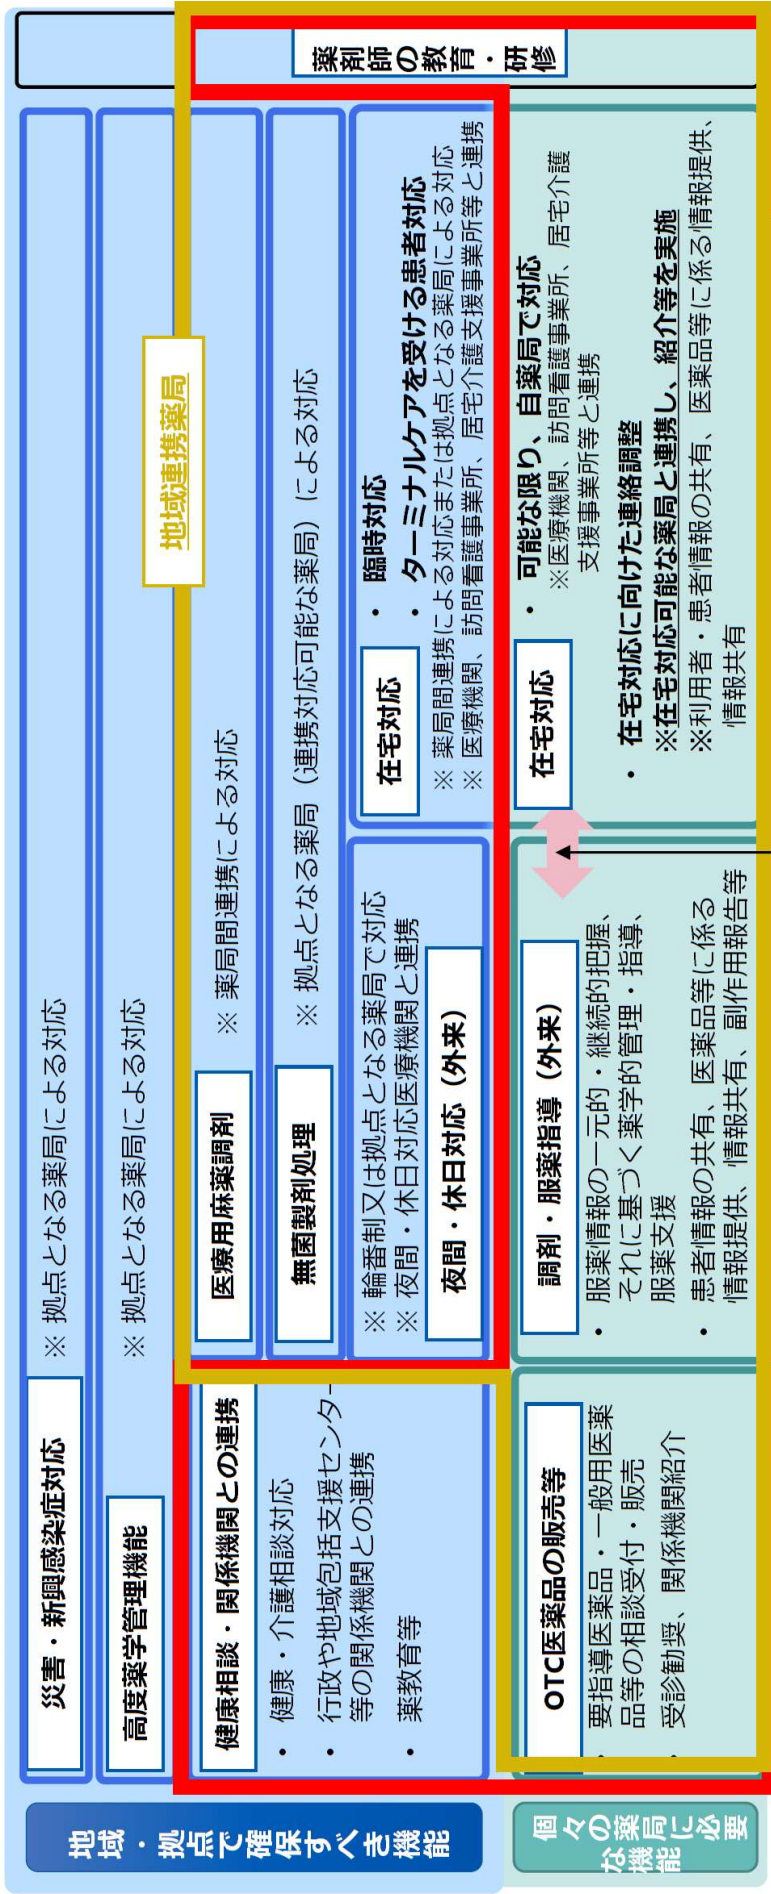 地域・拠点で確保すべき機能
災害・新興感染症対応
※ 拠点となる薬局による対応
高度薬学管理機能
※ 拠点となる薬局による対応
地域連携薬局
健康相談・関係機関との連携
• 健康・介護相談対応
• 行政や地域包括支援センター
等の関係機関との連携
• 薬教育等
医療用麻薬調剤
※ 薬局間連携による対応
無菌製剤処理
※ 拠点となる薬局（連携対応可能な薬局）による対応
※ 輪番制又は拠点となる薬局で対応
※ 夜間・休日対応医療機関と連携
夜間・休日対応（外来）
在宅対応
• 臨時対応
• ターミナルケアを受ける患者対応
※ 薬局間連携による対応または拠点となる薬局による対応
※ 医療機関、訪問看護事業所、居宅介護支援事業所等と連携
個々の薬局に必要
な機能
OTC医薬品の販売等
• 要指導医薬品・一般用医薬
品等の相談受付・販売
• 受診勧奨、関係機関紹介
調剤・服薬指導（外来）
• 服薬情報の一元的・継続的把握、
それに基づく薬学的管理・指導、
服薬支援
• 患者情報の共有、医薬品等に係る
情報提供、情報共有、副作用報告等
在宅対応
• 可能な限り、自薬局で対応
※医療機関、訪問看護事業所、居宅介護
支援事業所等と連携
• 在宅対応に向けた連絡調整
※在宅対応可能な薬局と連携し、紹介等を実施
※利用者・患者情報の共有、医薬品等に係る情報提供、
情報共有
薬剤師の教育・研修